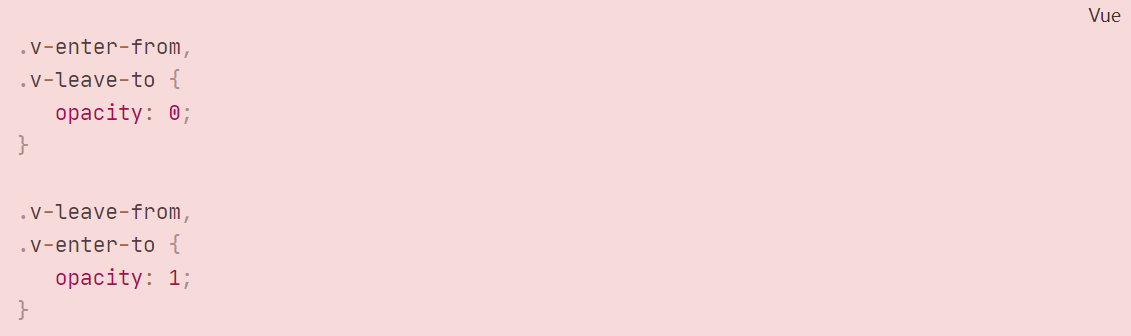 Vue
.v-enter-from,
.v-leave-to {
   opacity: 0;
}

.v-leave-from,
.v-enter-to {
   opacity: 1;
}